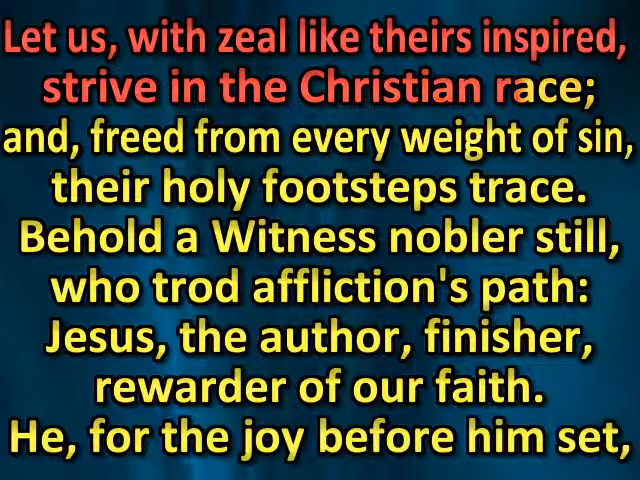 Let us, with zeal like theirs inspired,
strive in the Christian race;
and, freed from every weight of sin,
their holy footsteps trace.
Behold a Witness nobler still,
who trod affliction's path:
Jesus, the author, finisher,
rewarder of our faith.
He, for the joy before him set,